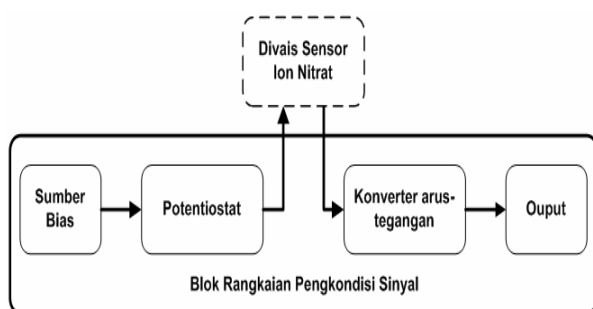 Divais Sensor
Ion Nitrat
Sumber
Bias
Potentiostat
Konverter arus-
tegangan
Ouput
Blok Rangkaian Pengkondisi Sinyal